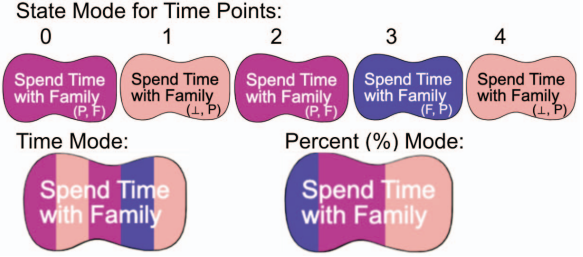 State Mode for Time Points:
0 1 2 3 4
Spend Time with Family (P, F)
Spend Time with Family (⊥, P)
Spend Time with Family (P, F)
Spend Time with Family (F, P)
Spend Time with Family (⊥, P)
Time Mode:
Percent (%) Mode:
Spend Time
with Family
Spend Time
with Family